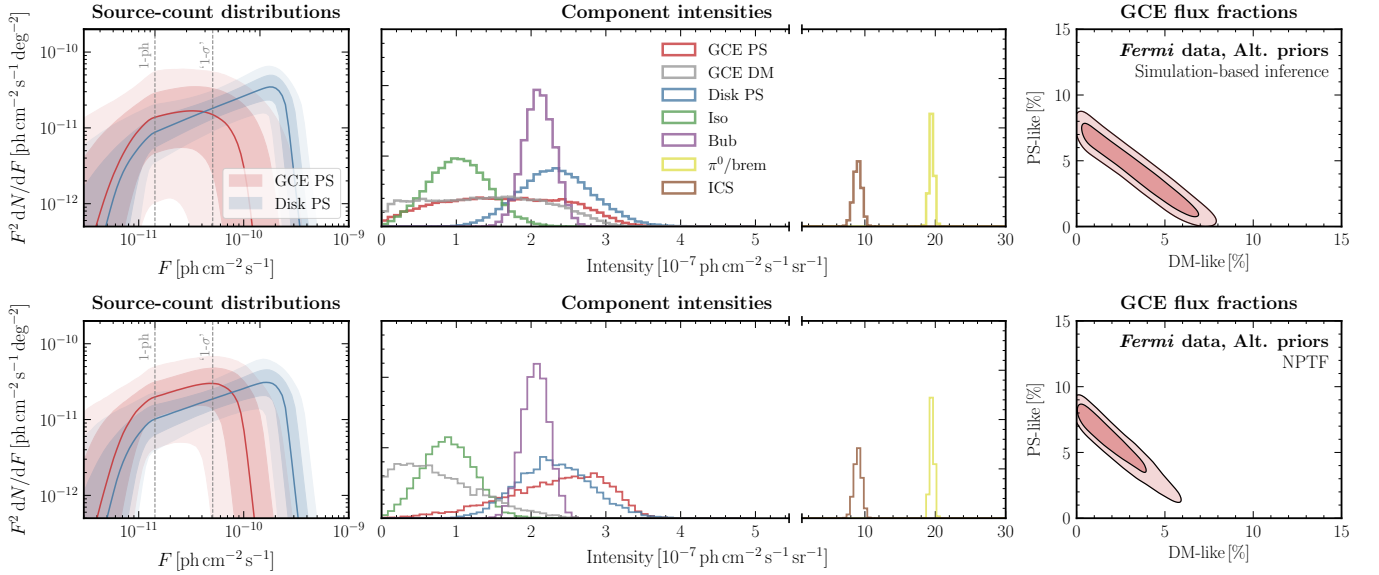 Source-count distributions
Component intensities
GCE flux fractions
F² dN/dF [ph cm⁻² s⁻¹ deg⁻²]
10⁻¹⁰
10⁻¹¹
10⁻¹²
1-ph
‘1-σ’
GCE PS
Disk PS
10⁻¹¹
10⁻¹⁰
10⁻⁹
F [ph cm⁻² s⁻¹]
GCE PS
GCE DM
Disk PS
Iso
Bub
π⁰/brem
ICS
0 1 2 3 4 5
10 20 30
Intensity [10⁻⁷ ph cm⁻² s⁻¹ sr⁻¹]
Fermi data, Alt. priors
Simulation-based inference
PS-like [%]
15
10
5
0
0 5 10 15
DM-like [%]
Source-count distributions
Component intensities
GCE flux fractions
F² dN/dF [ph cm⁻² s⁻¹ deg⁻²]
10⁻¹⁰
10⁻¹¹
10⁻¹²
1-ph
‘1-σ’
10⁻¹¹
10⁻¹⁰
10⁻⁹
F [ph cm⁻² s⁻¹]
0 1 2 3 4 5
10 20 30
Intensity [10⁻⁷ ph cm⁻² s⁻¹ sr⁻¹]
Fermi data, Alt. priors
NPTF
PS-like [%]
15
10
5
0
0 5 10 15
DM-like [%]